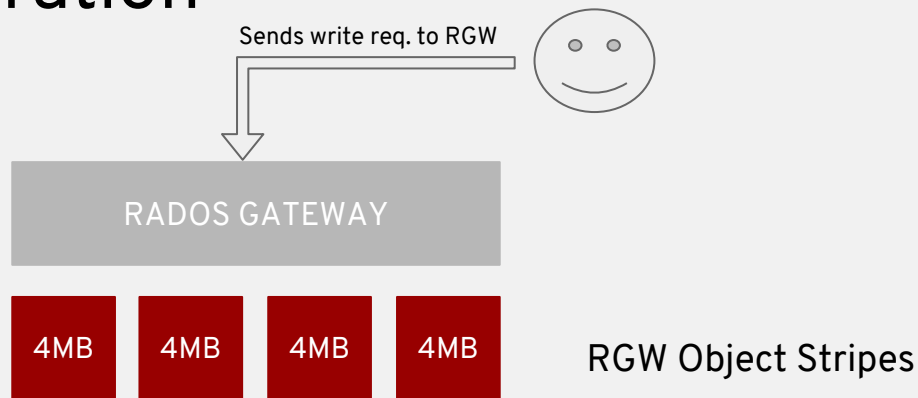 Sends write req. to RGW
RADOS GATEWAY
4MB 4MB 4MB 4MB
RGW Object Stripes